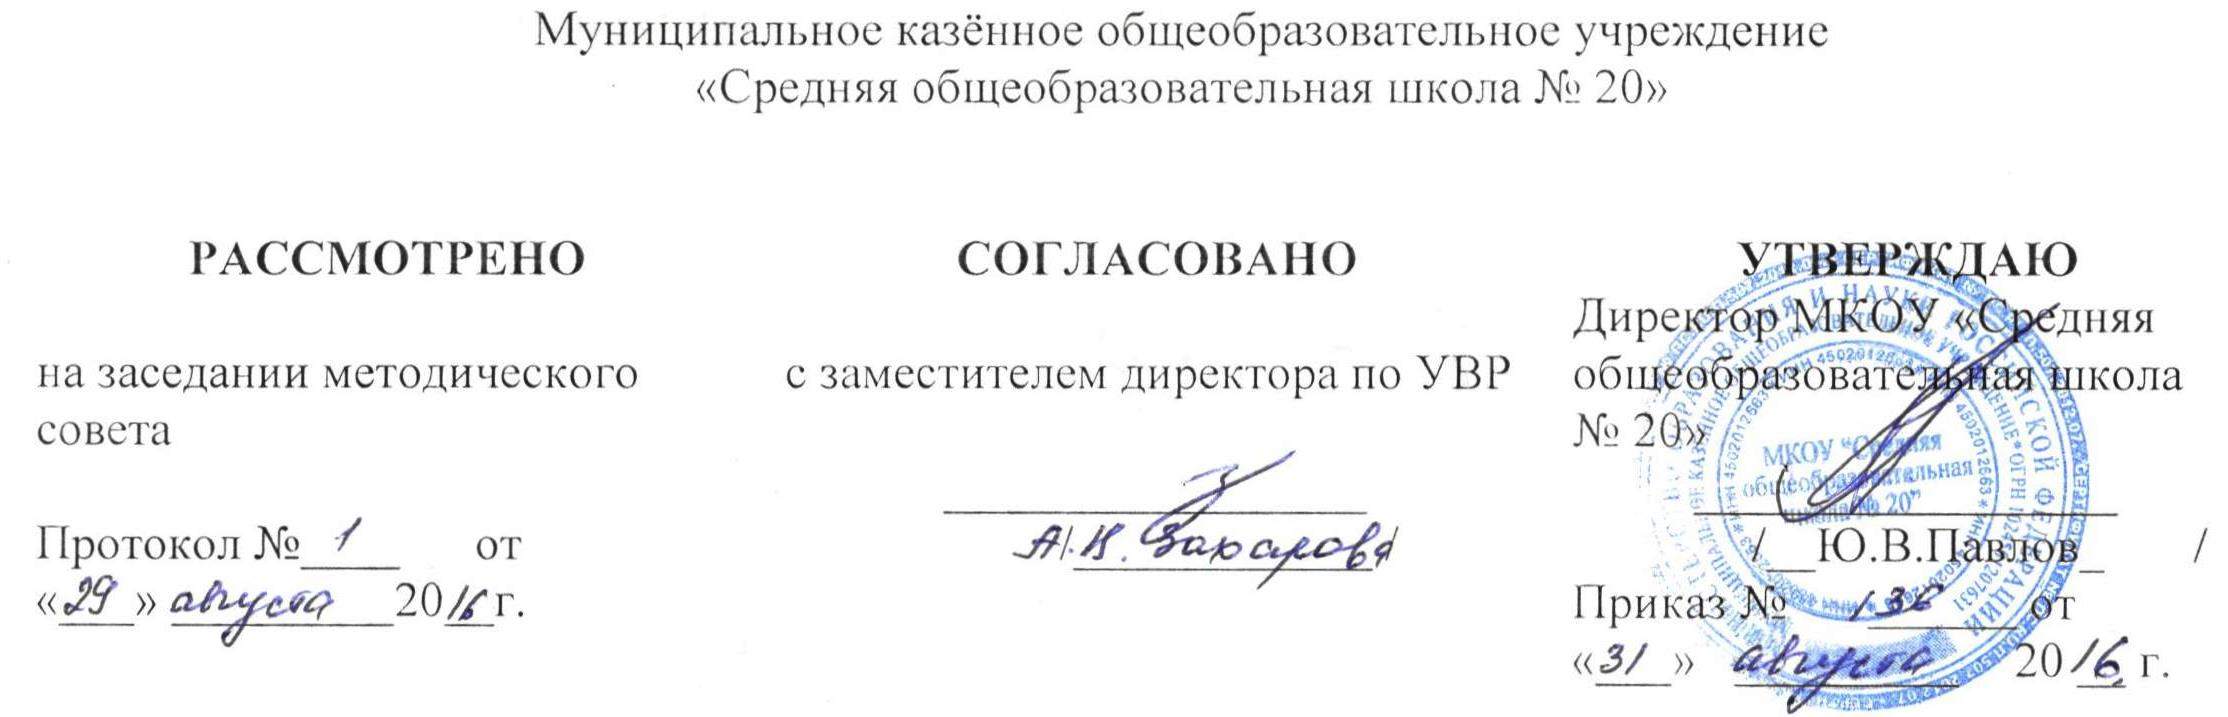 Муниципальное казённое общеобразовательное учреждение
«Средняя общеобразовательная школа № 20»
РАССМОТРЕНО
на заседании методического
совета
Протокол № 1 от
«29» августа 2016 г.
СОГЛАСОВАНО
с заместителем директора по УВР
А.Н. Захарова/
УТВЕРЖДАЮ
Директор МКОУ «Средняя
общеобразовательная школа
№ 20»
/ Ю.В.Павлов /
Приказ № 136 от
«31» августа 2016 г.
МКОУ “Средняя
общеобразовательная
школа № 20”